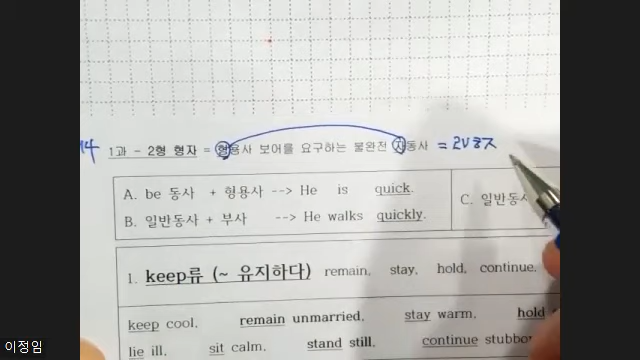 14 1과 - 2형 형자 = 형용사 보어를 요구하는 불완전 자동사 = 2V형자
A. be 동사 + 형용사 --> He is quick.
B. 일반동사 + 부사 --> He walks quickly.
C. 일반동사
1. keep류 (~ 유지하다) remain, stay, hold, continue,
keep cool, remain unmarried, stay warm, hold
lie ill, sit calm, stand still, continue stubbor
이정임